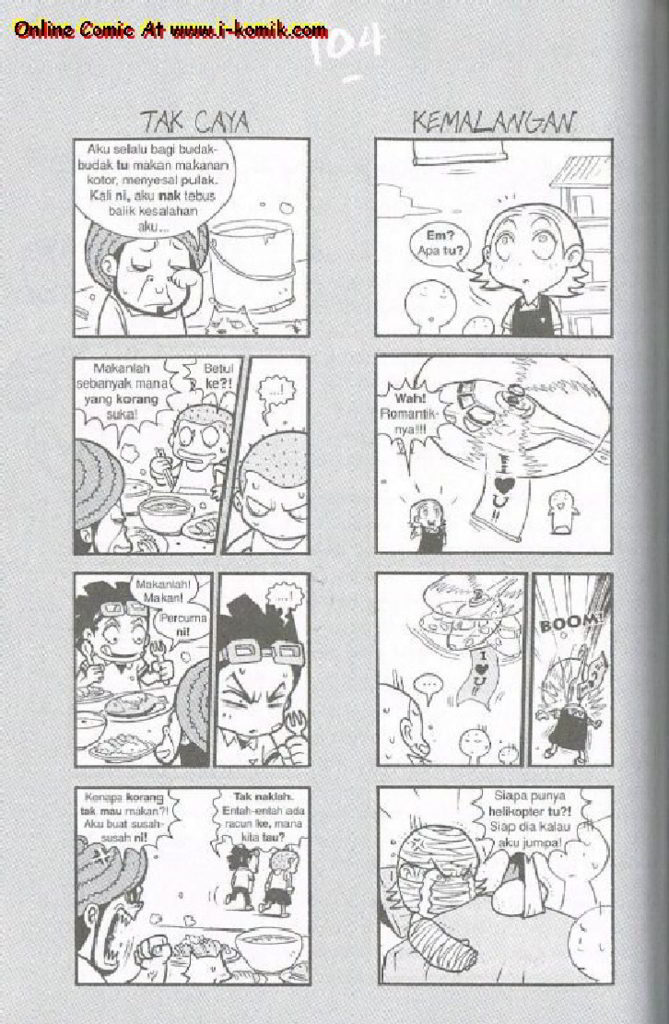 Online Comic At www.i-komik.com
104
TAK CAYA
Aku selalu bagi budak-
budak tu makan makanan
kotor, menyesal pulak.
Kali ni, aku nak tebus
balik kesalahan
aku...
Makanlah
sebanyak mana
yang korang
suka!
Betul
ke?!
...!
Makanlah!
Makan!
Percuma
ni!
....!
Kenapa korang
tak mau makan?!
Aku buat susah-
susah ni!
Tak naklah.
Entah-entah ada
racun ke, mana
kita tau?
KEMALANGAN
Em?
Apa tu?
Wah!
Romantik-
nya!!!
I
♥
U
...
I
♥
U
BOOM!
Siapa punya
helikopter tu?!
Siap dia kalau
aku jumpa!